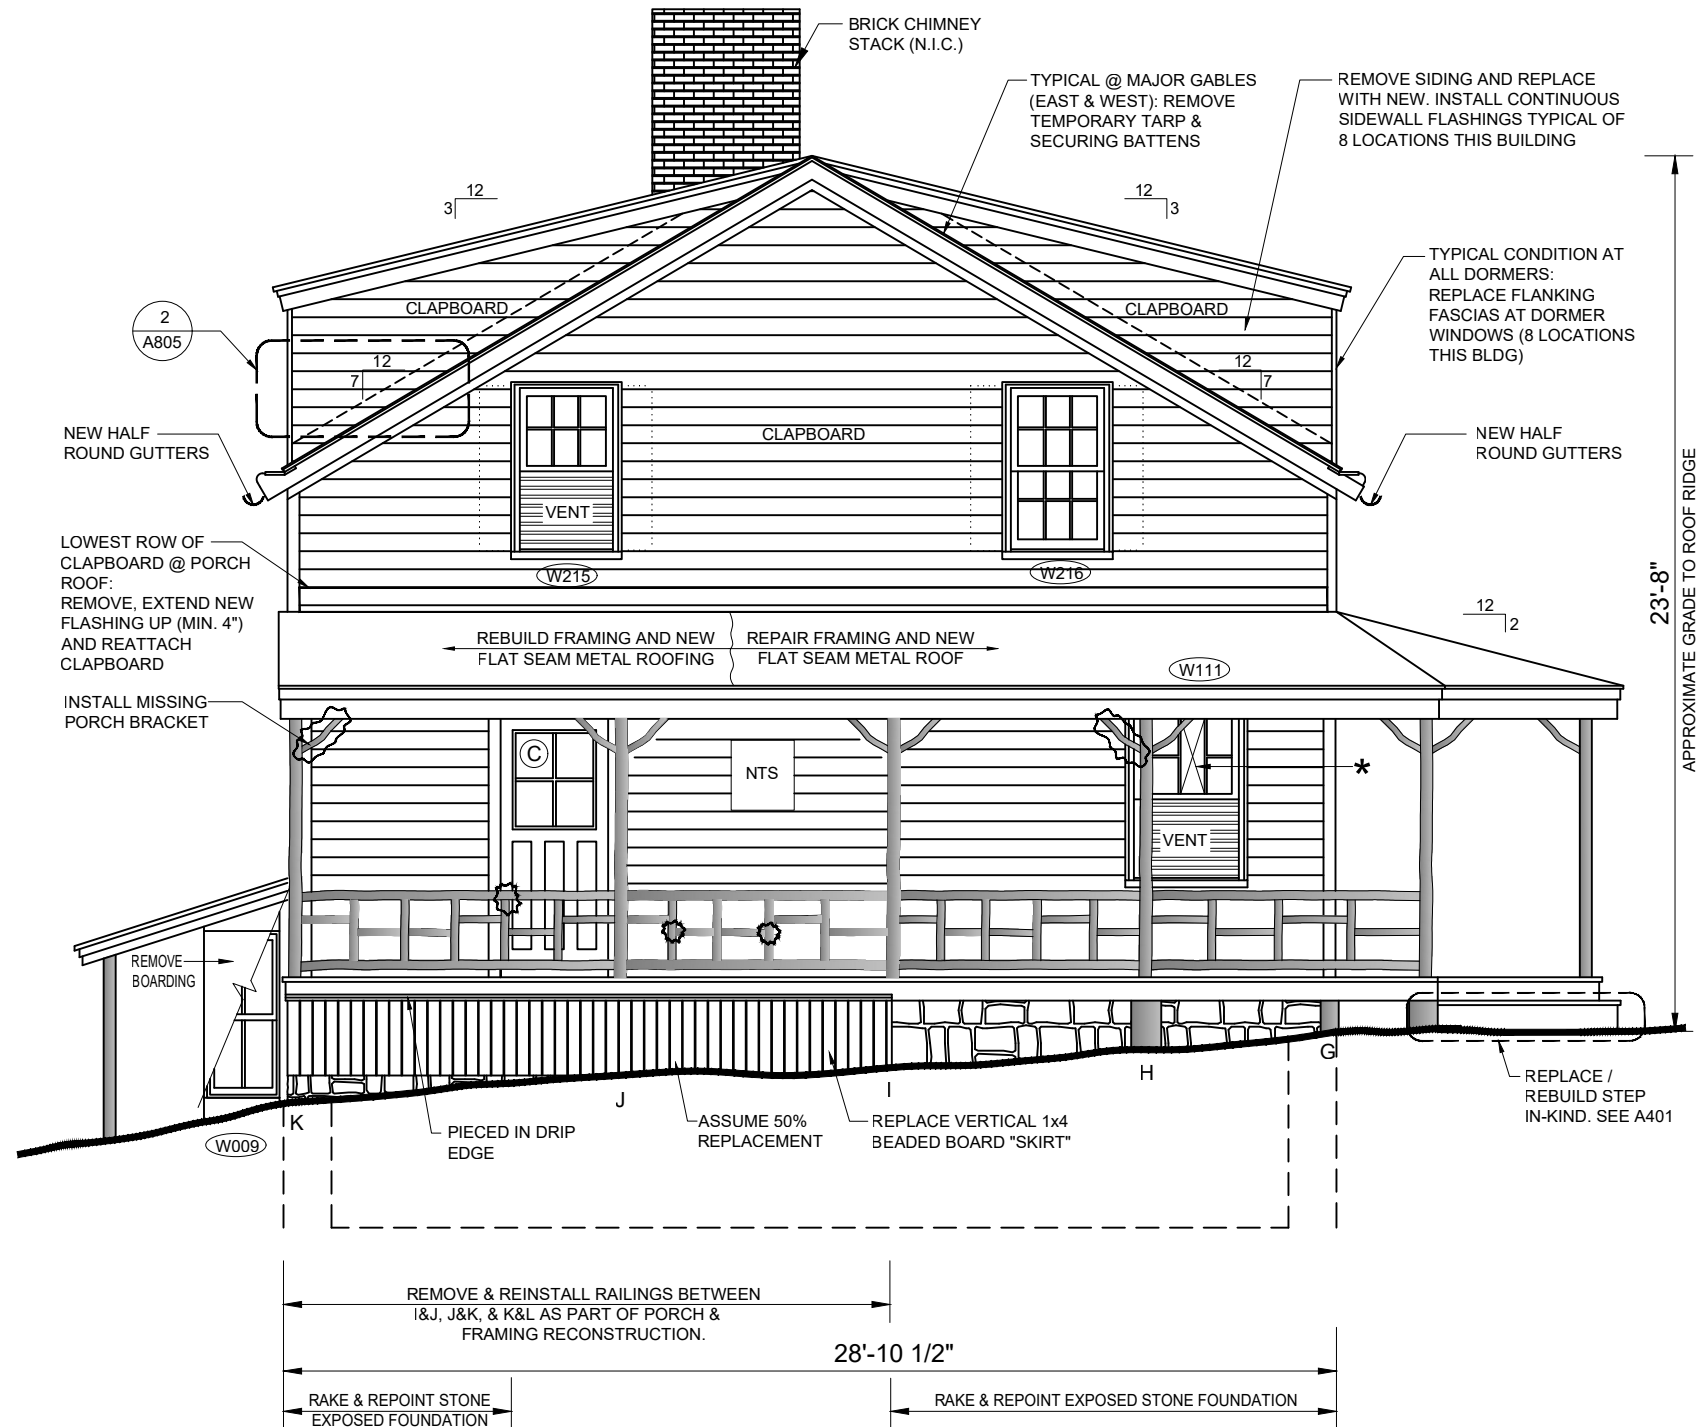 BRICK CHIMNEY
STACK (N.I.C.)
TYPICAL @ MAJOR GABLES
(EAST & WEST): REMOVE
TEMPORARY TARP &
SECURING BATTENS
REMOVE SIDING AND REPLACE
WITH NEW. INSTALL CONTINUOUS
SIDEWALL FLASHINGS TYPICAL OF
8 LOCATIONS THIS BUILDING
12
3
12
3
TYPICAL CONDITION AT
ALL DORMERS:
REPLACE FLANKING
FASCIAS AT DORMER
WINDOWS (8 LOCATIONS
THIS BLDG)
CLAPBOARD
CLAPBOARD
2
A805
12
7
12
7
NEW HALF
ROUND GUTTERS
CLAPBOARD
NEW HALF
ROUND GUTTERS
VENT
W215
W216
LOWEST ROW OF
CLAPBOARD @ PORCH
ROOF:
REMOVE, EXTEND NEW
FLASHING UP (MIN. 4")
AND REATTACH
CLAPBOARD
23'-8"
APPROXIMATE GRADE TO ROOF RIDGE
12
2
REBUILD FRAMING AND NEW
FLAT SEAM METAL ROOFING
REPAIR FRAMING AND NEW
FLAT SEAM METAL ROOF
W111
INSTALL MISSING
PORCH BRACKET
C
NTS
*
VENT
REMOVE
BOARDING
K
J
I
H
G
W009
PIECED IN DRIP
EDGE
ASSUME 50%
REPLACEMENT
REPLACE VERTICAL 1x4
BEADED BOARD "SKIRT"
REPLACE /
REBUILD STEP
IN-KIND. SEE A401
REMOVE & REINSTALL RAILINGS BETWEEN
I&J, J&K, & K&L AS PART OF PORCH &
FRAMING RECONSTRUCTION.
28'-10 1/2"
RAKE & REPOINT STONE
EXPOSED FOUNDATION
RAKE & REPOINT EXPOSED STONE FOUNDATION